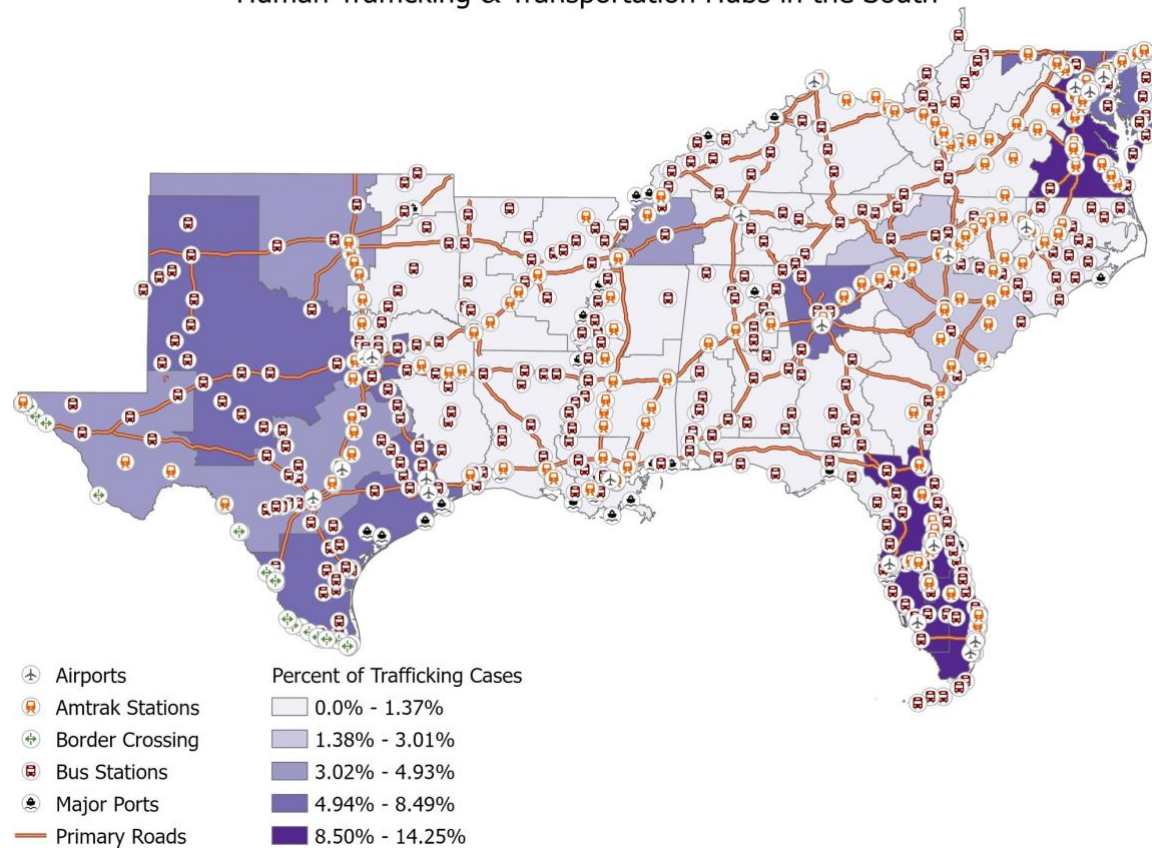 Human Trafficking & Transportation Hubs in the South
Airports
Amtrak Stations
Border Crossing
Bus Stations
Major Ports
Primary Roads
Percent of Trafficking Cases
0.0% - 1.37%
1.38% - 3.01%
3.02% - 4.93%
4.94% - 8.49%
8.50% - 14.25%